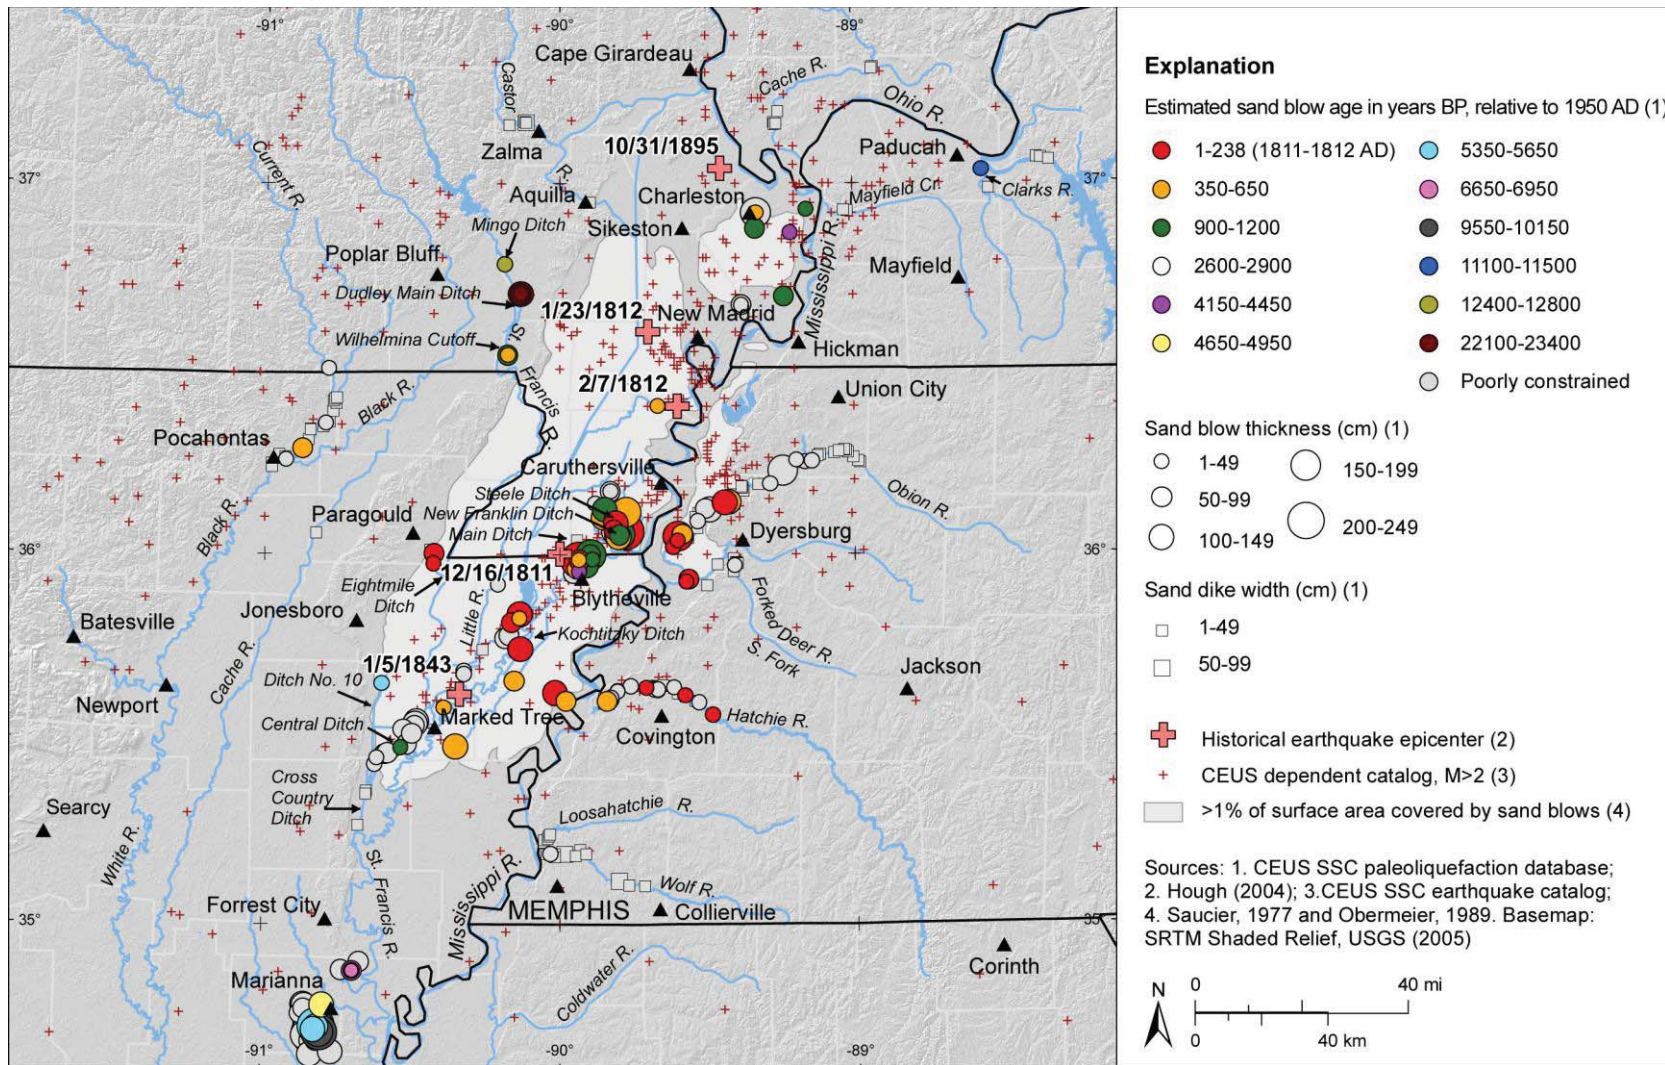 -91°
-90°
-89°
Cape Girardeau
Castor
Cache R.
Ohio R.
Current R.
Zalma
R.
10/31/1895
Paducah
37°
37°
Aquilla
Charleston
Mayfield Cr.
Clarks R.
Mingo Ditch
Sikeston
Poplar Bluff
Mississippi R.
Mayfield
Dudley Main Ditch
1/23/1812
New Madrid
Wilhelmina Cutoff
St.
Francis
R.
Hickman
2/7/1812
Union City
Black R.
Pocahontas
Caruthersville
Steele Ditch
Obion R.
New Franklin Ditch
Paragould
Black R.
Main Ditch
Dyersburg
36°
36°
12/16/1811
Eightmile
Ditch
Blytheville
Jonesboro
Little R.
Batesville
Kochtitzky Ditch
Forked Deer R.
S. Fork
Cache R.
1/5/1843
Jackson
Ditch No. 10
Newport
Central Ditch
Marked Tree
Hatchie R.
Covington
Cross
Country
Ditch
Searcy
Loosahatchie R.
White R.
St. Francis R.
Mississippi R.
Wolf R.
Forrest City
MEMPHIS
Collierville
35°
35°
Marianna
Coldwater R.
Corinth
-91°
-90°
-89°
Explanation
Estimated sand blow age in years BP, relative to 1950 AD (1)
1-238 (1811-1812 AD)
5350-5650
350-650
6650-6950
900-1200
9550-10150
2600-2900
11100-11500
4150-4450
12400-12800
4650-4950
22100-23400
Poorly constrained
Sand blow thickness (cm) (1)
1-49
150-199
50-99
200-249
100-149
Sand dike width (cm) (1)
1-49
50-99
Historical earthquake epicenter (2)
CEUS dependent catalog, M>2 (3)
>1% of surface area covered by sand blows (4)
Sources: 1. CEUS SSC paleoliquefaction database;
2. Hough (2004); 3.CEUS SSC earthquake catalog;
4. Saucier, 1977 and Obermeier, 1989. Basemap:
SRTM Shaded Relief, USGS (2005)
N
0
40 mi
0
40 km